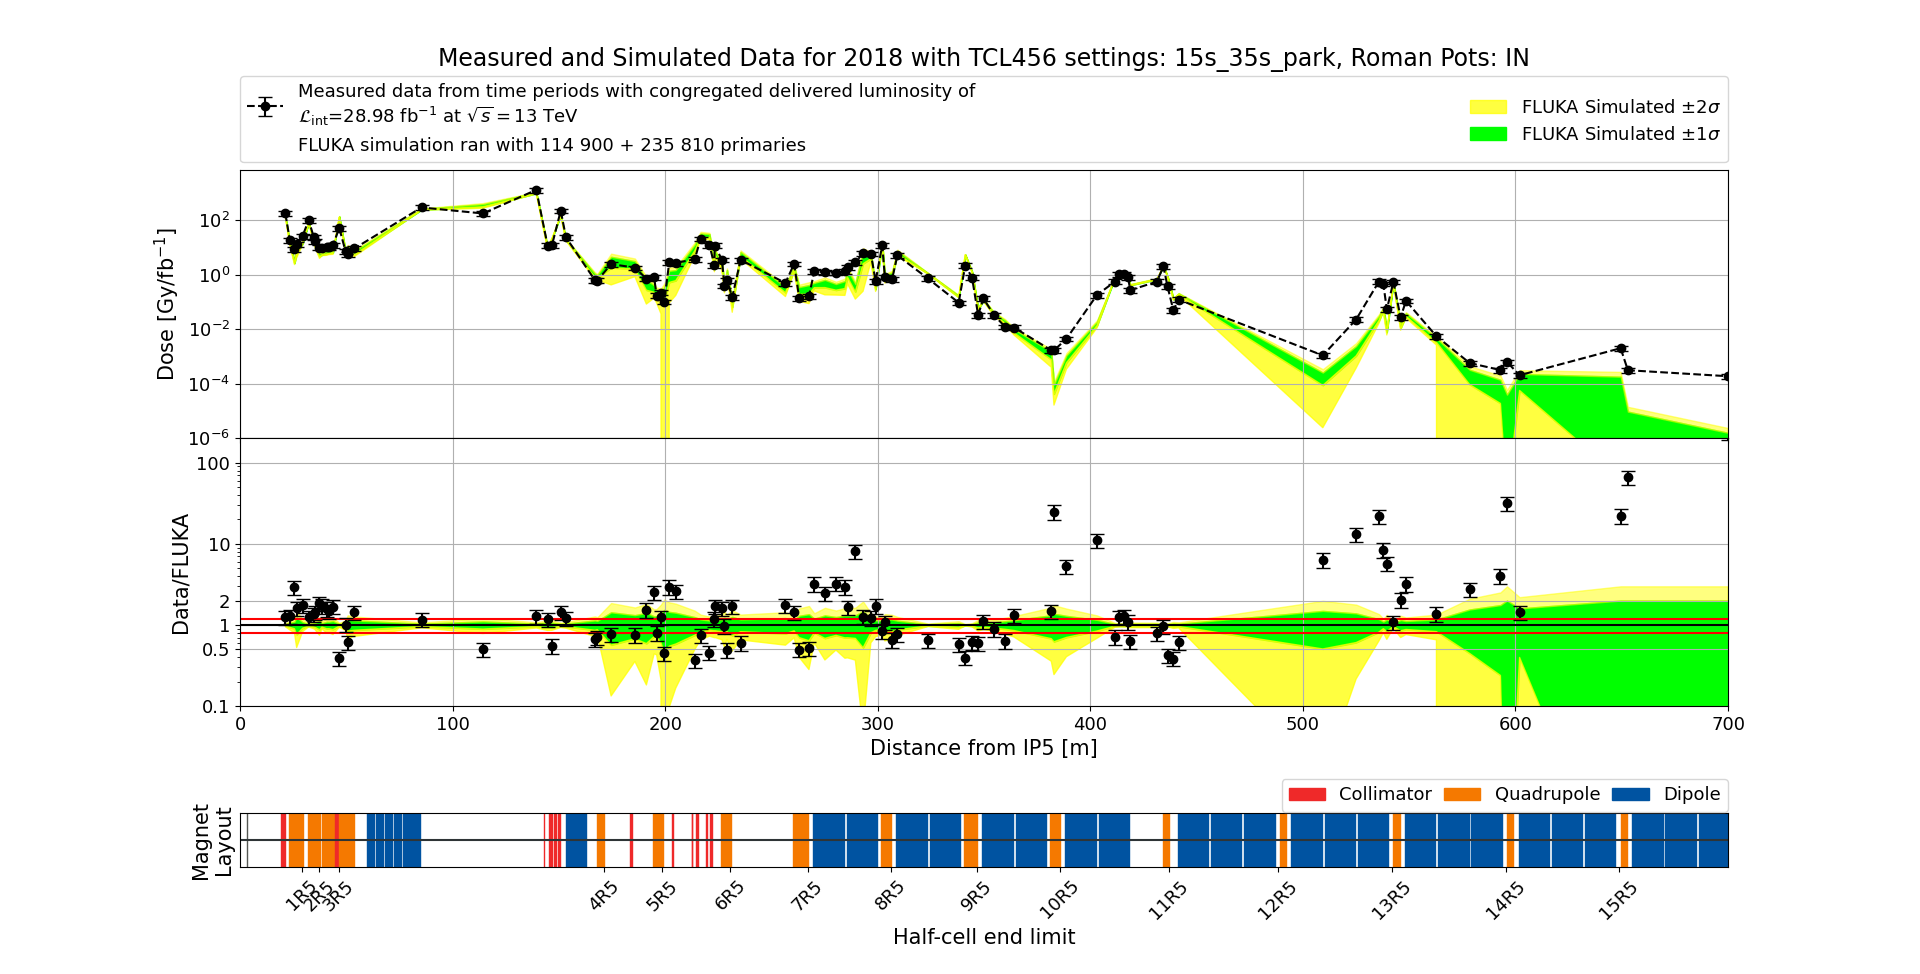 Measured and Simulated Data for 2018 with TCL456 settings: 15s_35s_park, Roman Pots: IN
Measured data from time periods with congregated delivered luminosity of
ℒ_int=28.98 fb⁻¹ at √s = 13 TeV
FLUKA simulation ran with 114 900 + 235 810 primaries
FLUKA Simulated ±2σ
FLUKA Simulated ±1σ
Dose [Gy/fb⁻¹]
10²
10⁰
10⁻²
10⁻⁴
10⁻⁶
Data/FLUKA
100
10
2
1
0.5
0.1
0 100 200 300 400 500 600 700
Distance from IP5 [m]
Collimator Quadrupole Dipole
Magnet
Layout
1R5 2R5 3R5 4R5 5R5 6R5 7R5 8R5 9R5 10R5 11R5 12R5 13R5 14R5 15R5
Half-cell end limit